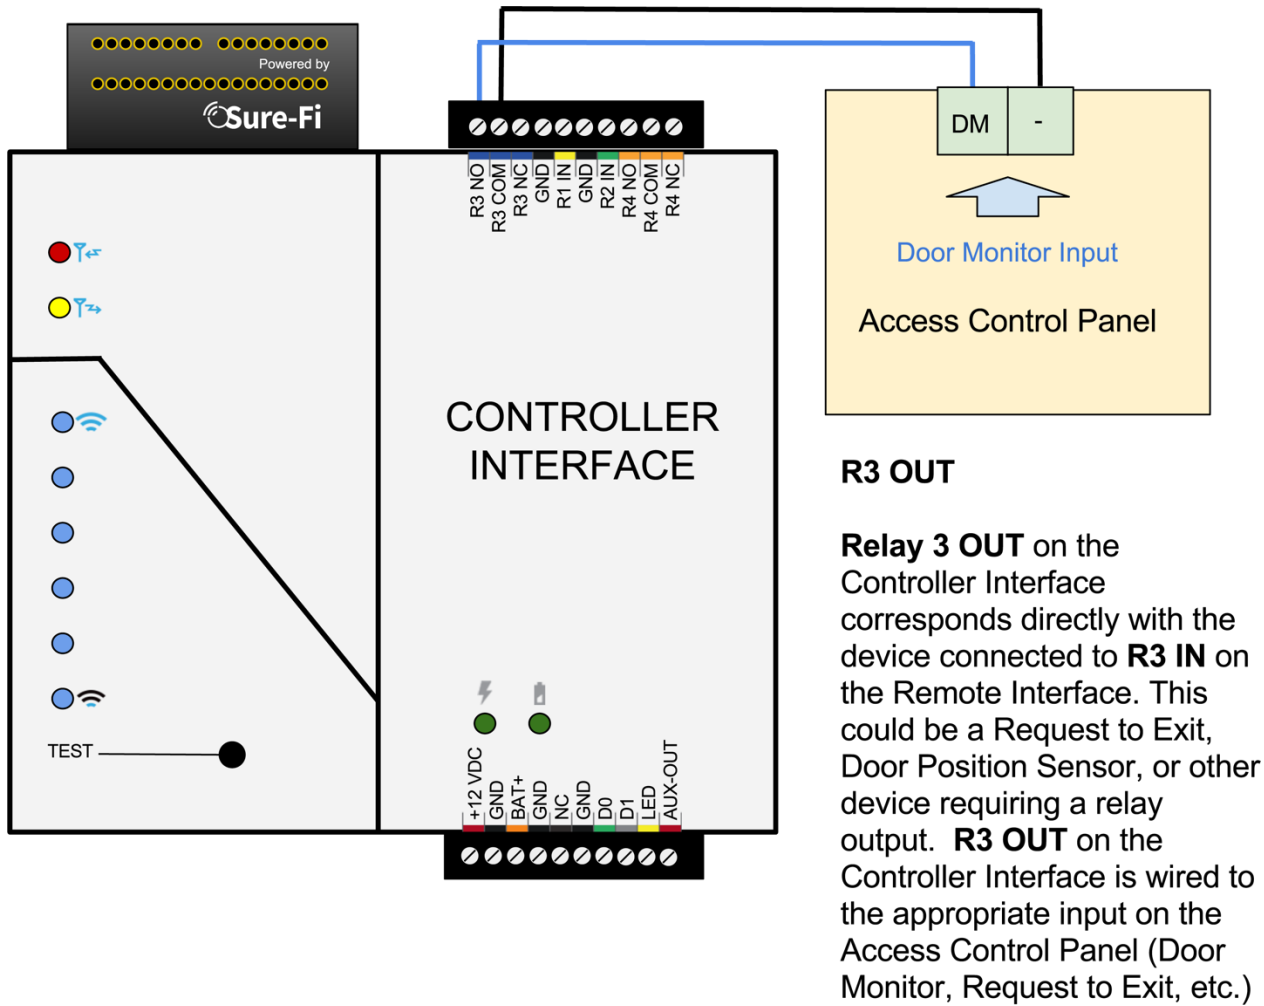 Powered by
Sure-Fi
R3 NO
R3 COM
R3 NC
GND
R1 IN
GND
R2 IN
R4 NO
R4 COM
R4 NC
DM
-
Door Monitor Input
Access Control Panel
CONTROLLER
INTERFACE
TEST
+12 VDC
GND
BAT+
GND
NC
GND
D0
D1
LED
AUX-OUT
R3 OUT
Relay 3 OUT on the
Controller Interface
corresponds directly with the
device connected to R3 IN on
the Remote Interface. This
could be a Request to Exit,
Door Position Sensor, or other
device requiring a relay
output.  R3 OUT on the
Controller Interface is wired to
the appropriate input on the
Access Control Panel (Door
Monitor, Request to Exit, etc.)